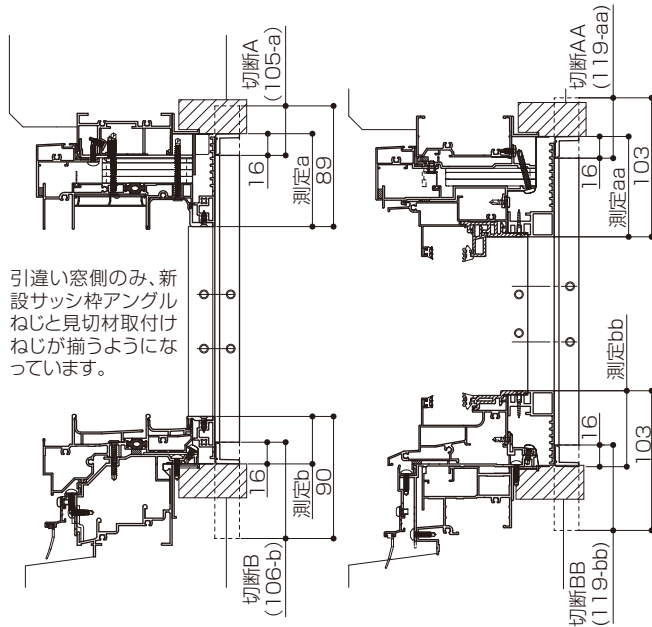 切断A
(105-a)
16
測定a
89
引違い窓側のみ、新
設サッシ枠アングル
ねじと見切材取付け
ねじが揃うようにな
っています。
16
測定b
90
切断B
(106-b)
切断AA
(119-aa)
16
測定aa
103
測定bb
16
103
切断BB
(119-bb)